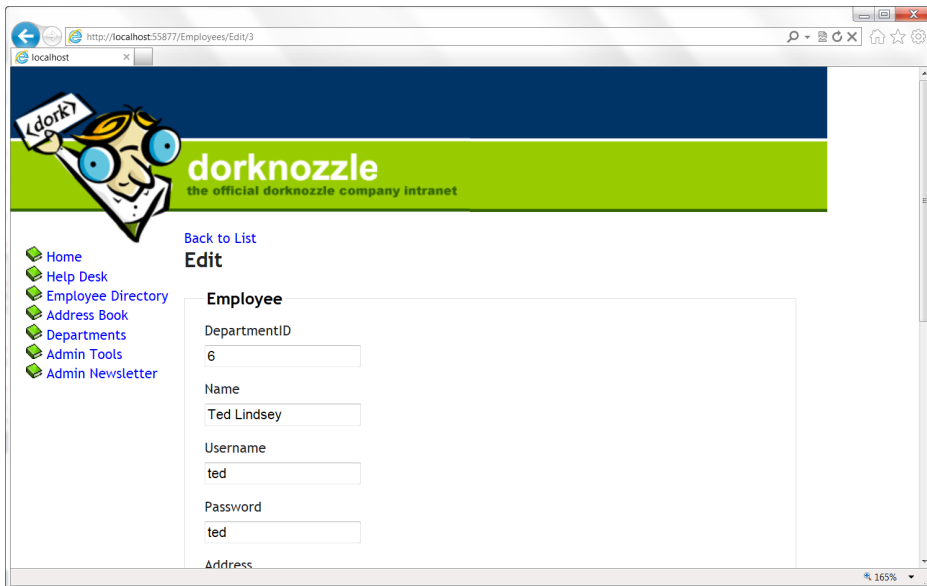 http://localhost:55877/Employees/Edit/3
localhost
<dork>
dorknozzle
the official dorknozzle company intranet
Home
Help Desk
Employee Directory
Address Book
Departments
Admin Tools
Admin Newsletter
Back to List
Edit
Employee
DepartmentID
6
Name
Ted Lindsey
Username
ted
Password
ted
Address
165%